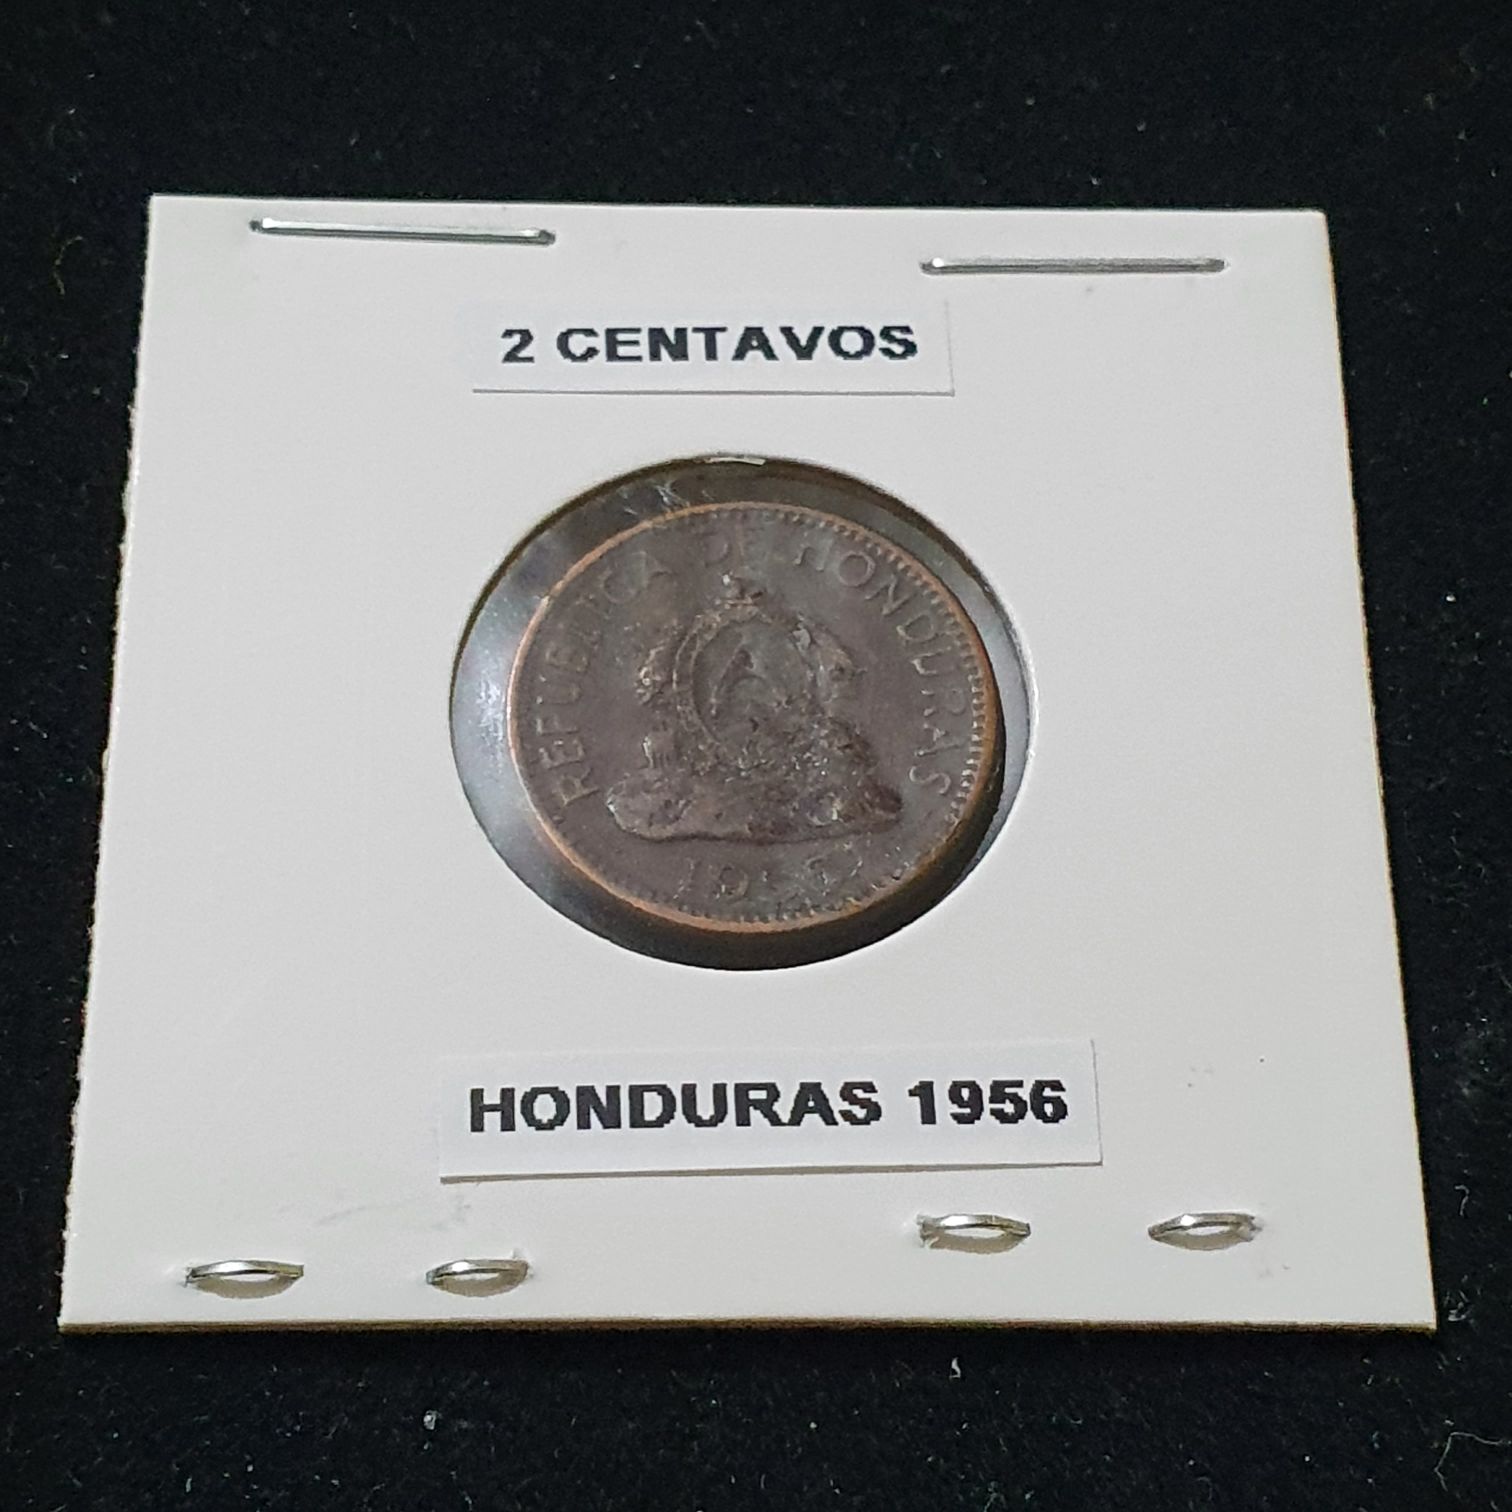 2 CENTAVOS
REPUBLICA DE HONDURAS
HONDURAS 1956